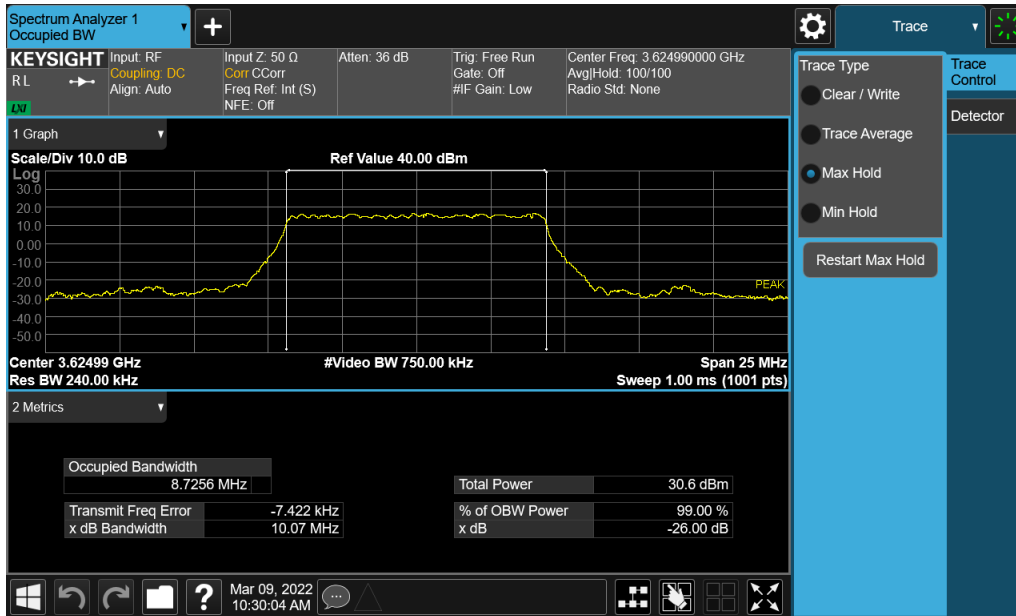 Spectrum Analyzer 1
Occupied BW
▼
+
Trace
▼
KEYSIGHT
R L
LXI
Input: RF
Coupling: DC
Align: Auto
Input Z: 50 Ω
Corr CCorr
Freq Ref: Int (S)
NFE: Off
Atten: 36 dB
Trig: Free Run
Gate: Off
#IF Gain: Low
Center Freq: 3.624990000 GHz
Avg|Hold: 100/100
Radio Std: None
1 Graph ▼
Scale/Div 10.0 dB
Ref Value 40.00 dBm
Log
30.0
20.0
10.0
0.00
-10.0
-20.0
-30.0
-40.0
-50.0
PEAK
Center 3.62499 GHz
#Video BW 750.00 kHz
Span 25 MHz
Res BW 240.00 kHz
Sweep 1.00 ms (1001 pts)
2 Metrics ▼
Occupied Bandwidth
8.7256 MHz
Total Power 30.6 dBm
Transmit Freq Error -7.422 kHz
% of OBW Power 99.00 %
x dB Bandwidth 10.07 MHz
x dB -26.00 dB
Trace Type
Clear / Write
Trace Average
Max Hold
Min Hold
Restart Max Hold
Trace
Control
Detector
?
Mar 09, 2022
10:30:04 AM